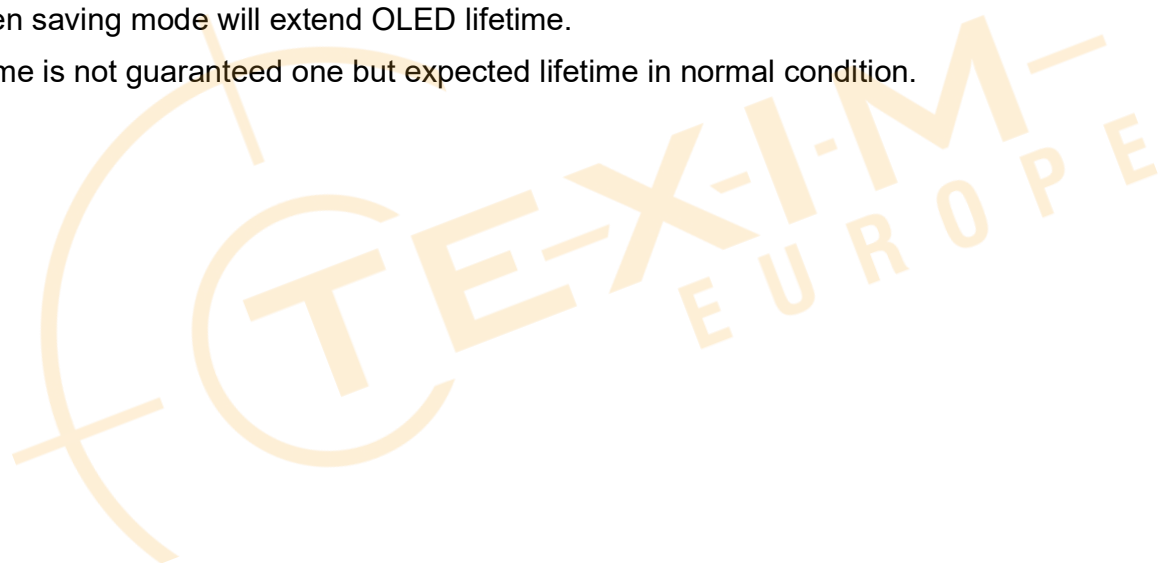 en saving mode will extend OLED lifetime.
me is not guaranteed one but expected lifetime in normal condition.
TEXIM
EUROPE